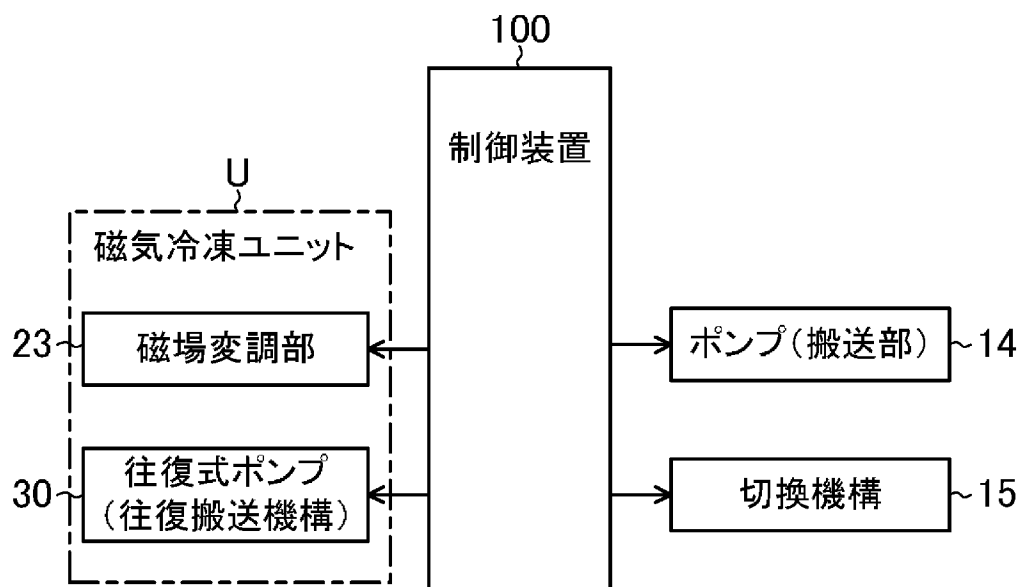 100
制御装置
U
磁気冷凍ユニット
23
磁場変調部
ポンプ(搬送部)
14
30
往復式ポンプ
(往復搬送機構)
切換機構
15